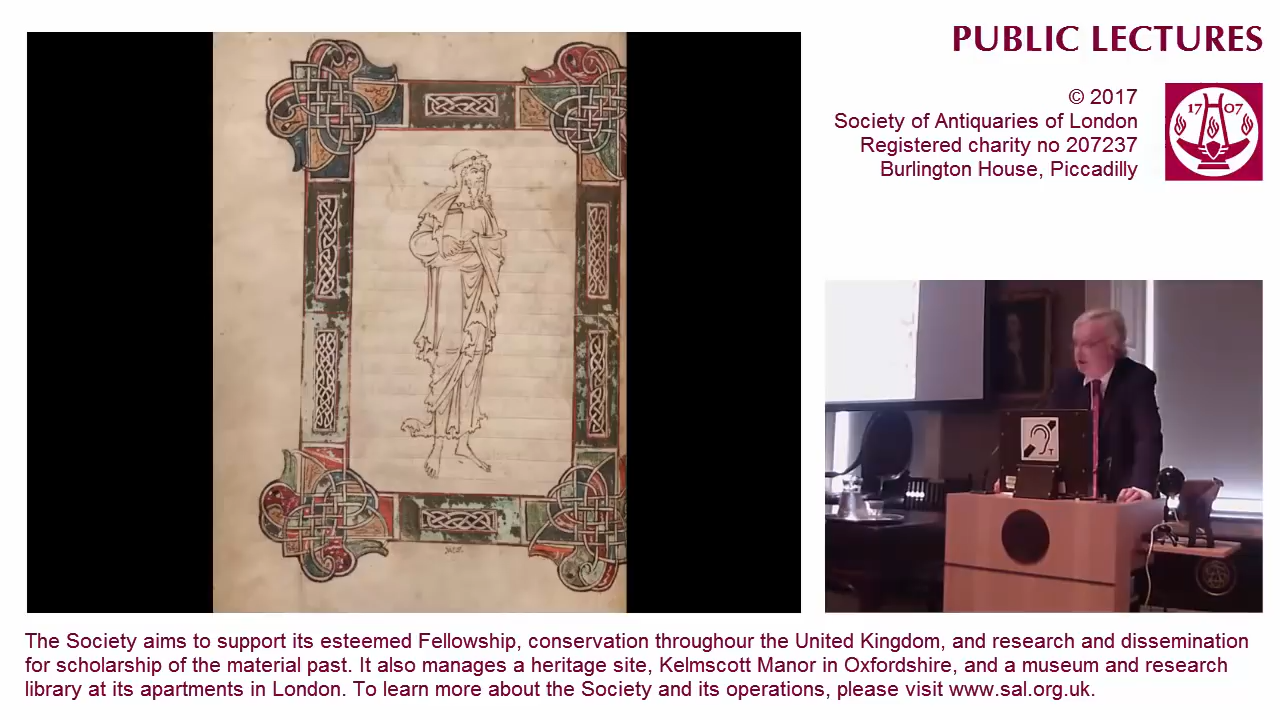 PUBLIC LECTURES
© 2017
Society of Antiquaries of London
Registered charity no 207237
Burlington House, Piccadilly
17 07
T
The Society aims to support its esteemed Fellowship, conservation throughour the United Kingdom, and research and dissemination
for scholarship of the material past. It also manages a heritage site, Kelmscott Manor in Oxfordshire, and a museum and research
library at its apartments in London. To learn more about the Society and its operations, please visit www.sal.org.uk.